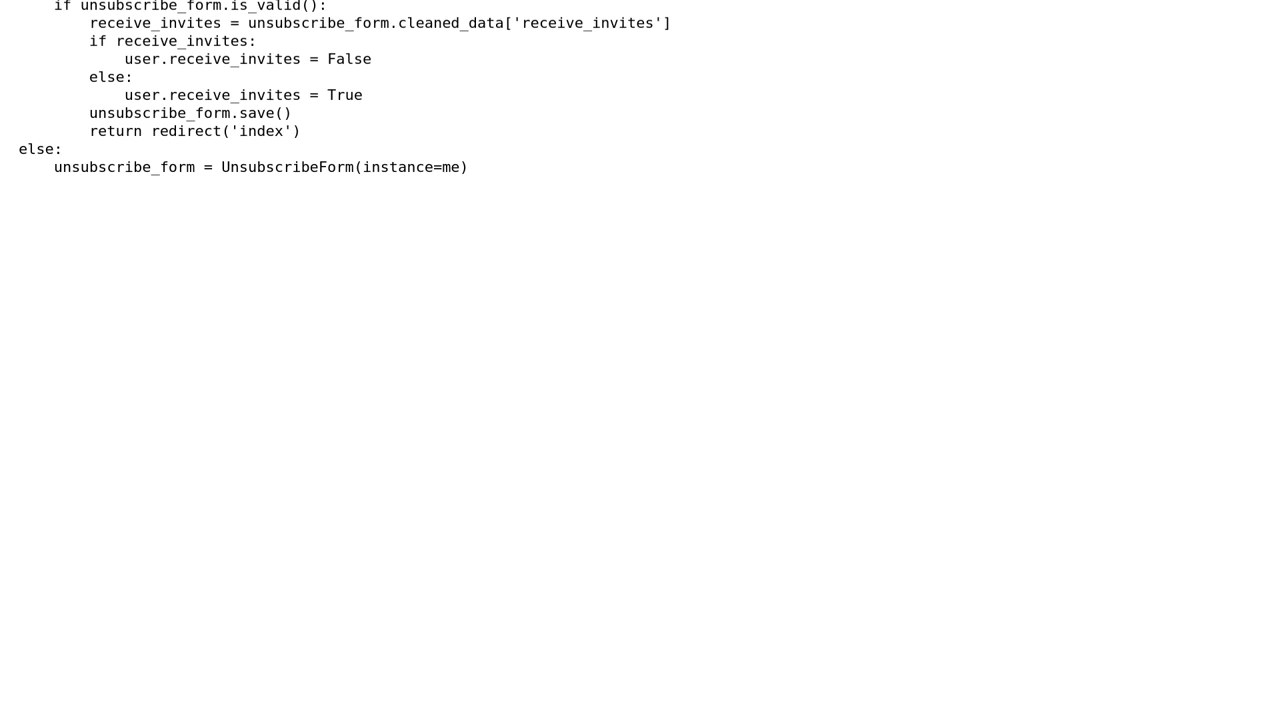 if unsubscribe_form.is_valid():
receive_invites = unsubscribe_form.cleaned_data['receive_invites']
if receive_invites:
user.receive_invites = False
else:
user.receive_invites = True
unsubscribe_form.save()
return redirect('index')
else:
unsubscribe_form = UnsubscribeForm(instance=me)